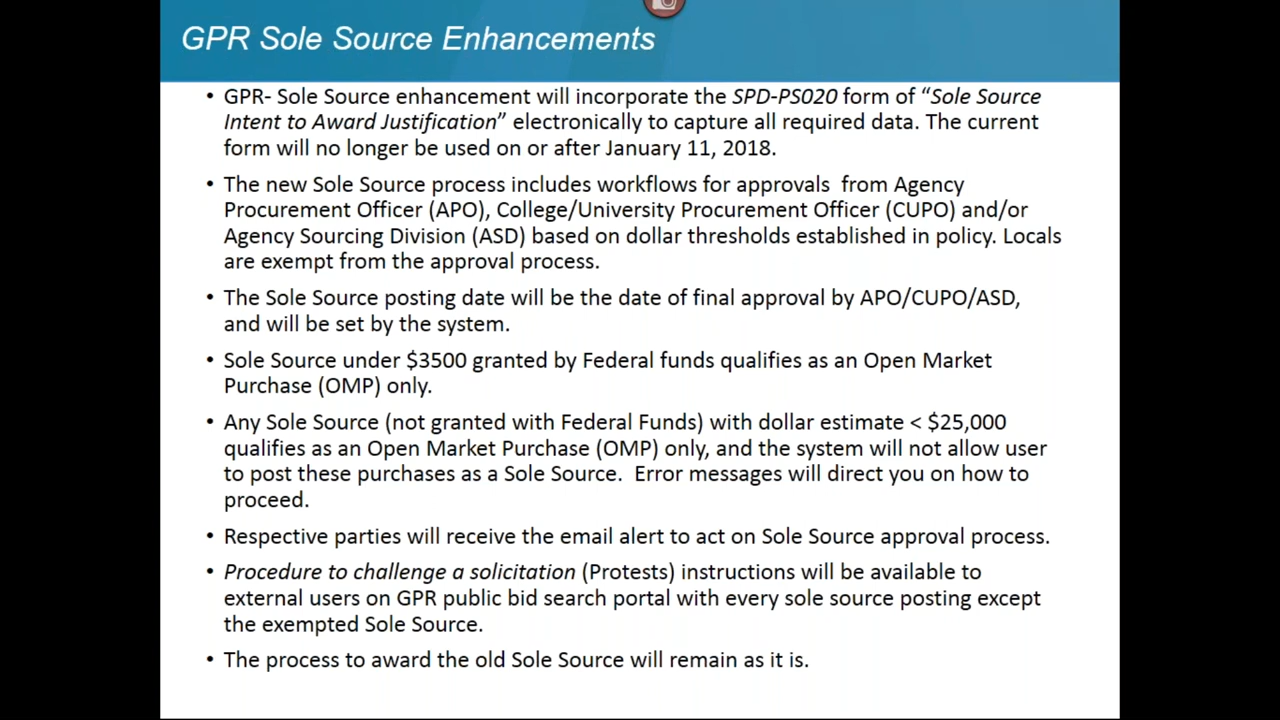 GPR Sole Source Enhancements
• GPR- Sole Source enhancement will incorporate the SPD-PS020 form of “Sole Source
Intent to Award Justification” electronically to capture all required data. The current
form will no longer be used on or after January 11, 2018.
• The new Sole Source process includes workflows for approvals  from Agency
Procurement Officer (APO), College/University Procurement Officer (CUPO) and/or
Agency Sourcing Division (ASD) based on dollar thresholds established in policy. Locals
are exempt from the approval process.
• The Sole Source posting date will be the date of final approval by APO/CUPO/ASD,
and will be set by the system.
• Sole Source under $3500 granted by Federal funds qualifies as an Open Market
Purchase (OMP) only.
• Any Sole Source (not granted with Federal Funds) with dollar estimate < $25,000
qualifies as an Open Market Purchase (OMP) only, and the system will not allow user
to post these purchases as a Sole Source.  Error messages will direct you on how to
proceed.
• Respective parties will receive the email alert to act on Sole Source approval process.
• Procedure to challenge a solicitation (Protests) instructions will be available to
external users on GPR public bid search portal with every sole source posting except
the exempted Sole Source.
• The process to award the old Sole Source will remain as it is.